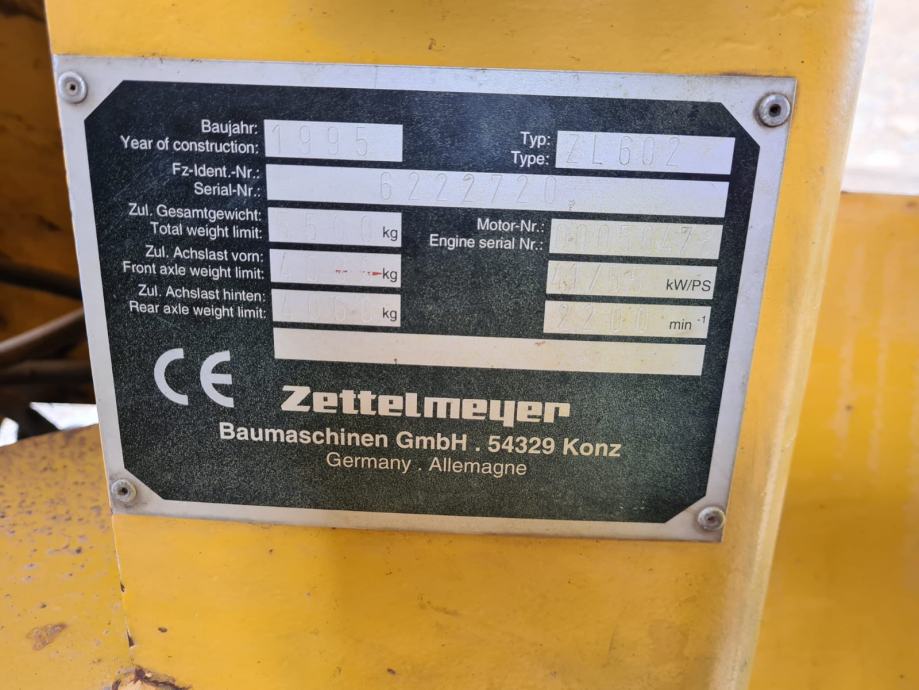 Baujahr:
Year of construction: 1995
Typ:
Type: ZL602
Fz-Ident.-Nr.:
Serial-Nr.: 6222720
Zul. Gesamtgewicht:
Total weight limit: kg
Motor-Nr.:
Engine serial Nr.:
Zul. Achslast vorn:
Front axle weight limit: kg
kW/PS
Zul. Achslast hinten:
Rear axle weight limit: kg
2200 min -1
CE
Zettelmeyer
Baumaschinen GmbH . 54329 Konz
Germany . Allemagne